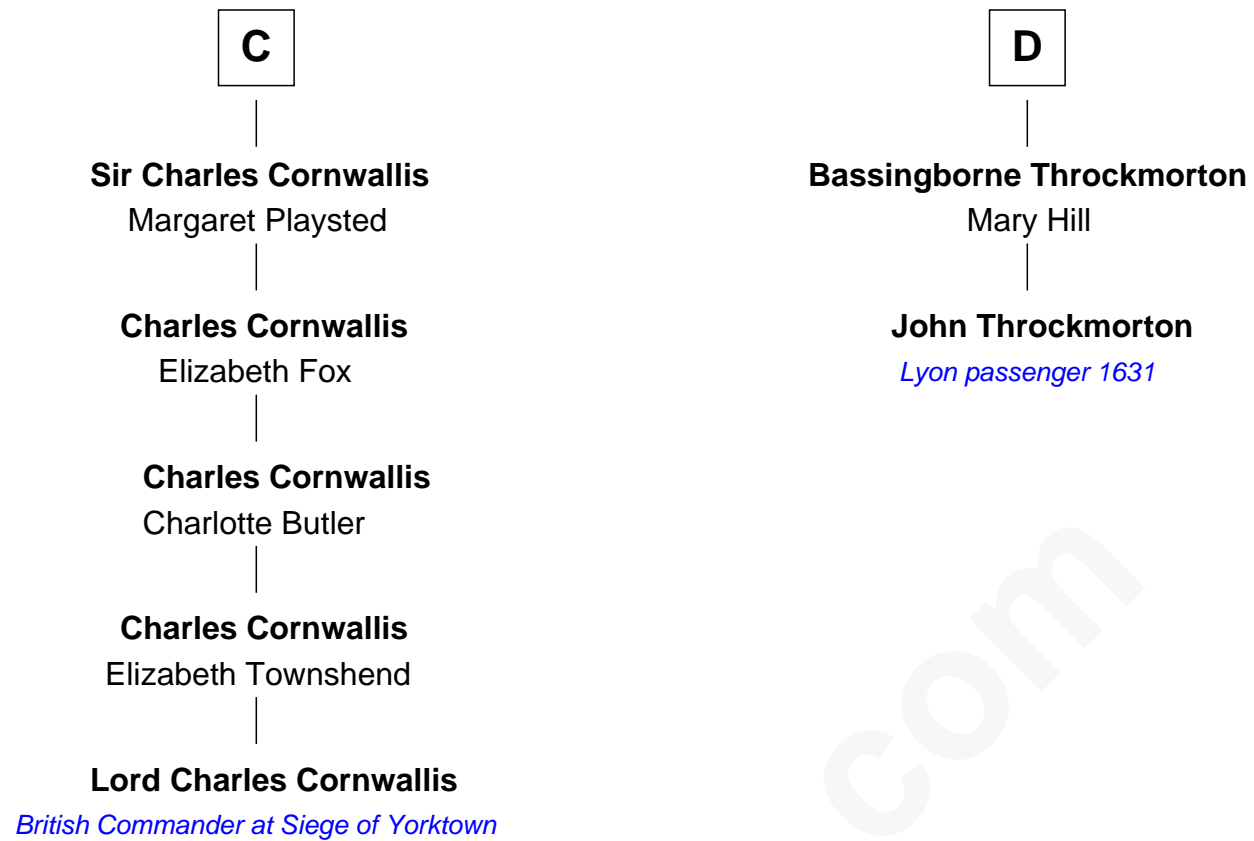 C
Sir Charles Cornwallis
Margaret Playsted
Charles Cornwallis
Elizabeth Fox
Charles Cornwallis
Charlotte Butler
Charles Cornwallis
Elizabeth Townshend
Lord Charles Cornwallis
British Commander at Siege of Yorktown
D
Bassingborne Throckmorton
Mary Hill
John Throckmorton
Lyon passenger 1631
com